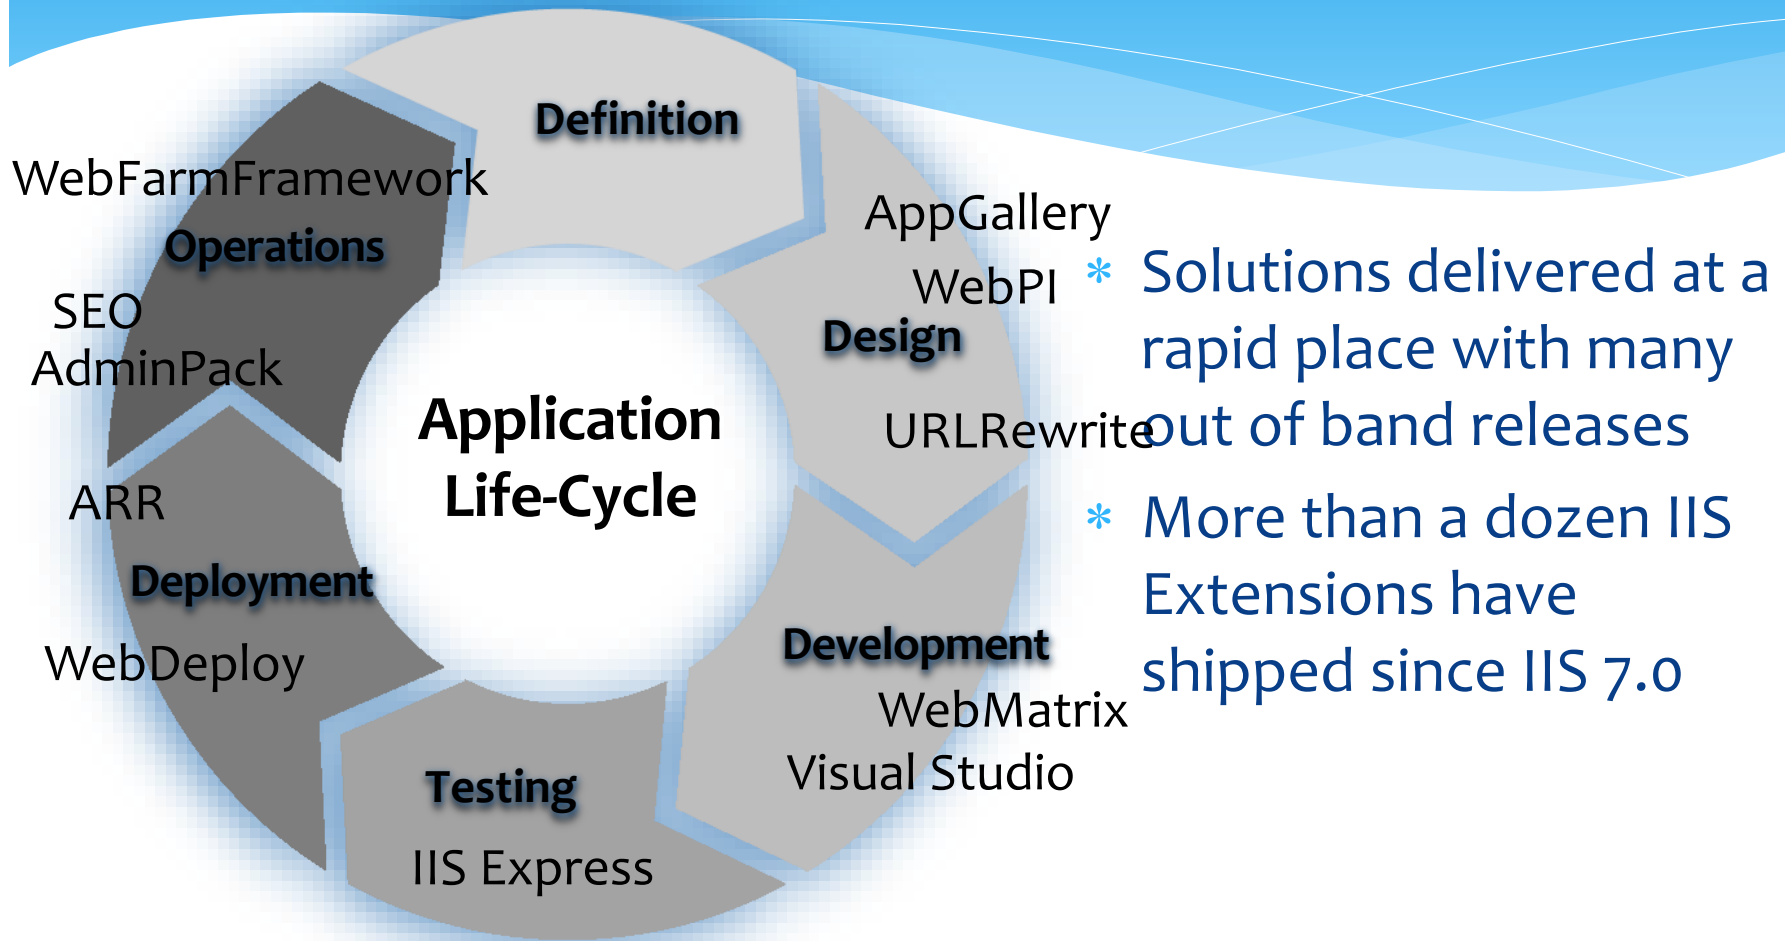 Definition
WebFarmFramework
Operations
SEO
AdminPack
ARR
Deployment
WebDeploy
Testing
IIS Express
Application
Life-Cycle
AppGallery
WebPI
Design
URLRewrite
Development
WebMatrix
Visual Studio
* Solutions delivered at a
rapid place with many
out of band releases
* More than a dozen IIS
Extensions have
shipped since IIS 7.0